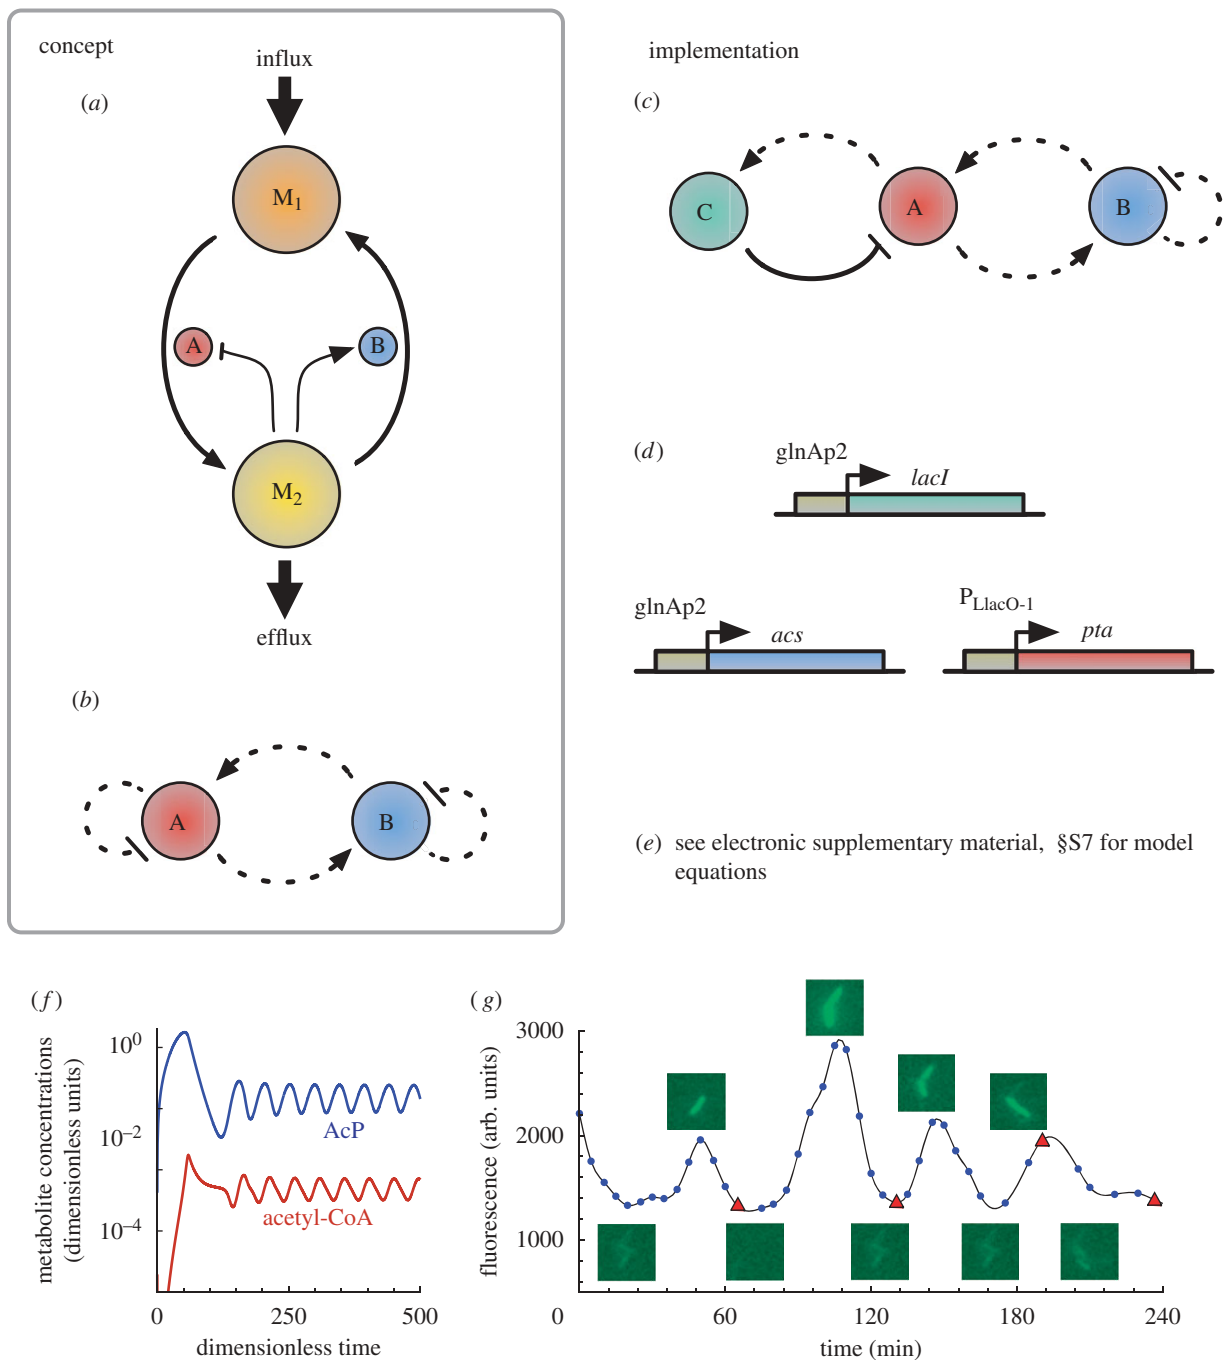 concept
implementation
(a)
influx
M1
A
B
M2
efflux
(b)
A
B
(c)
C
A
B
(d)
glnAp2
lacI
glnAp2
acs
PLlacO-1
pta
(e) see electronic supplementary material, §S7 for model
equations
(f)
metabolite concentrations
(dimensionless units)
10^0
10^−2
10^−4
AcP
acetyl-CoA
0
250
500
dimensionless time
(g)
fluorescence (arb. units)
3000
2000
1000
0
60
120
180
240
time (min)